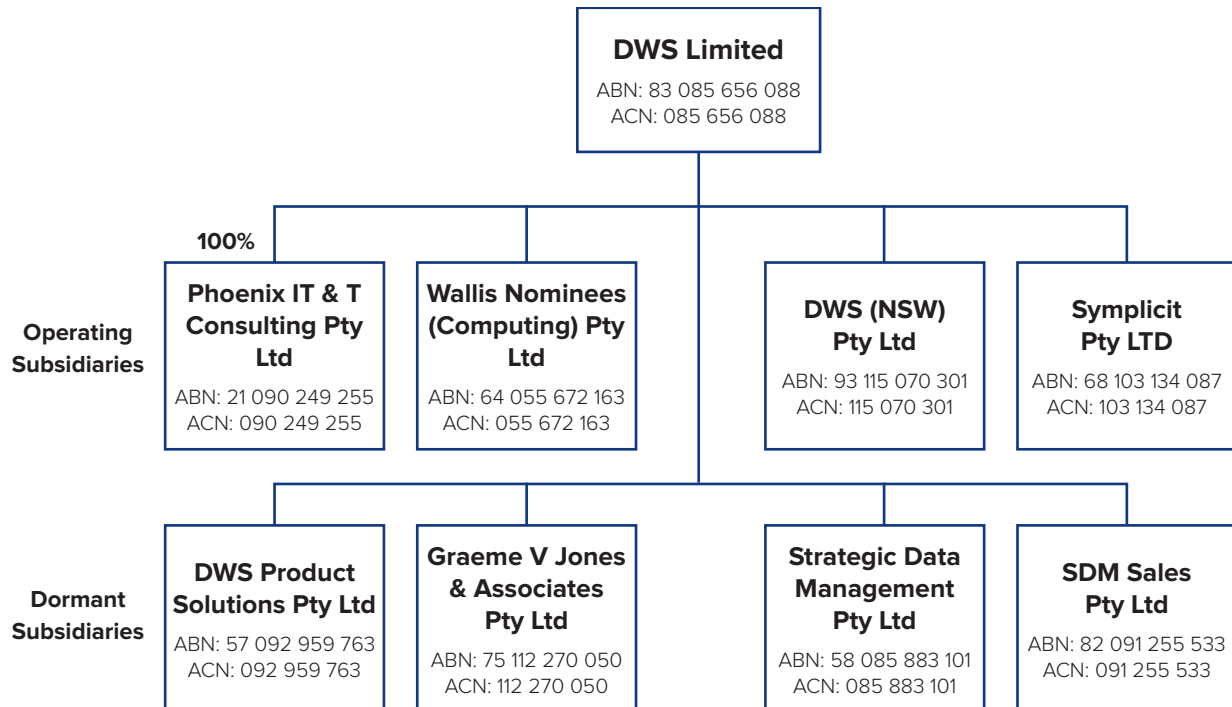 DWS Limited
ABN: 83 085 656 088
ACN: 085 656 088
100%
Operating
Subsidiaries
Phoenix IT & T
Consulting Pty
Ltd
ABN: 21 090 249 255
ACN: 090 249 255
Wallis Nominees
(Computing) Pty
Ltd
ABN: 64 055 672 163
ACN: 055 672 163
DWS (NSW)
Pty Ltd
ABN: 93 115 070 301
ACN: 115 070 301
Symplicit
Pty LTD
ABN: 68 103 134 087
ACN: 103 134 087
Dormant
Subsidiaries
DWS Product
Solutions Pty Ltd
ABN: 57 092 959 763
ACN: 092 959 763
Graeme V Jones
& Associates
Pty Ltd
ABN: 75 112 270 050
ACN: 112 270 050
Strategic Data
Management
Pty Ltd
ABN: 58 085 883 101
ACN: 085 883 101
SDM Sales
Pty Ltd
ABN: 82 091 255 533
ACN: 091 255 533